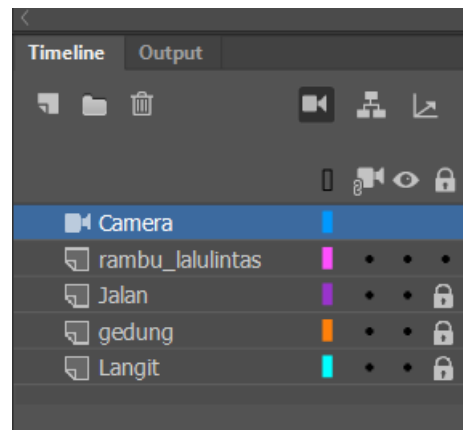 Timeline Output
Camera
rambu_lalulintas
Jalan
gedung
Langit